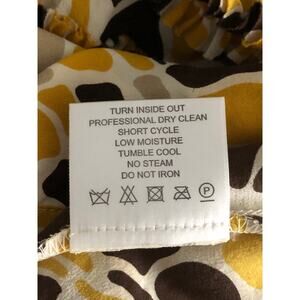 TURN INSIDE OUT
PROFESSIONAL DRY CLEAN
SHORT CYCLE
LOW MOISTURE
TUMBLE COOL
NO STEAM
DO NOT IRON
P